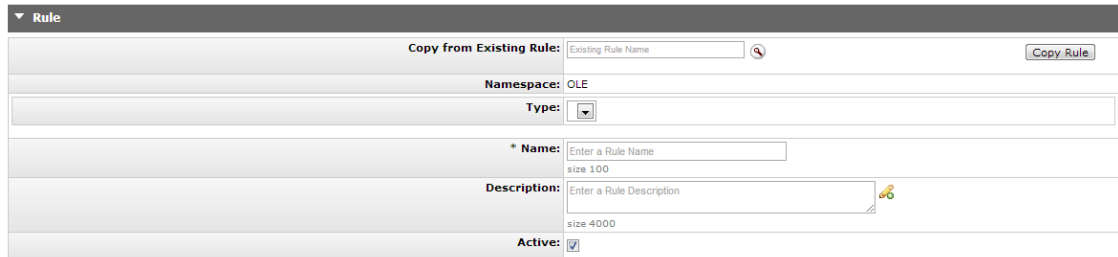 Rule
Copy from Existing Rule: Existing Rule Name Copy Rule
Namespace: OLE
Type:
* Name: Enter a Rule Name
size 100
Description: Enter a Rule Description
size 4000
Active: